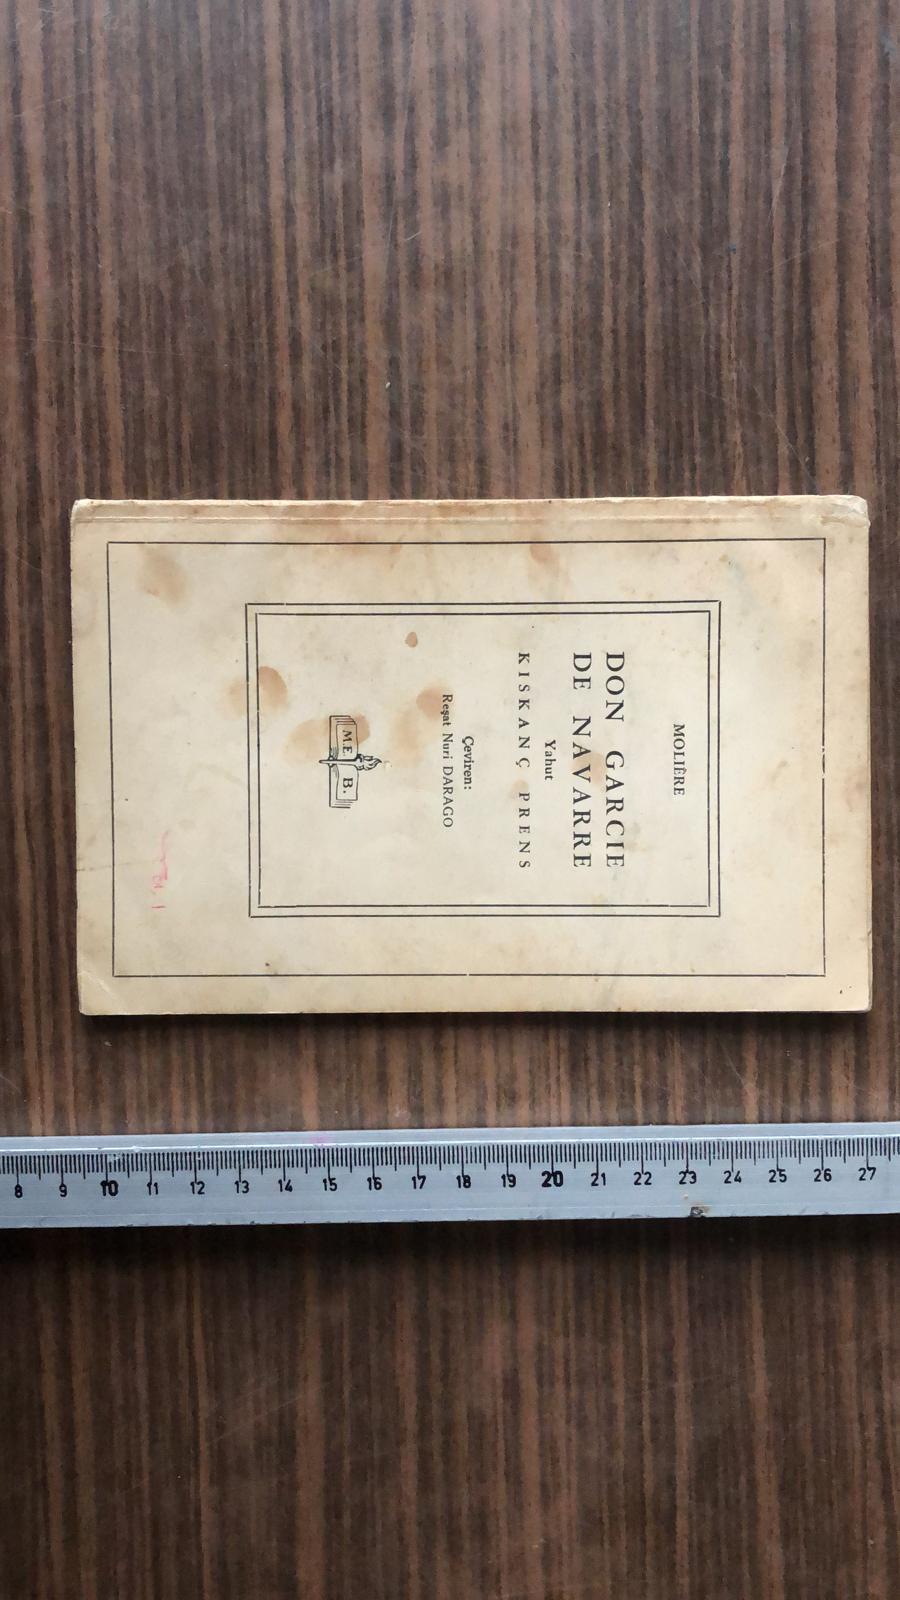 MOLIÈRE
DON GARCIE
DE NAVARRE
Yahut
KISKANÇ PRENS
Çeviren:
Reşat Nuri DARAGO
M.E. B.
8 9 10 11 12 13 14 15 16 17 18 19 20 21 22 23 24 25 26 27